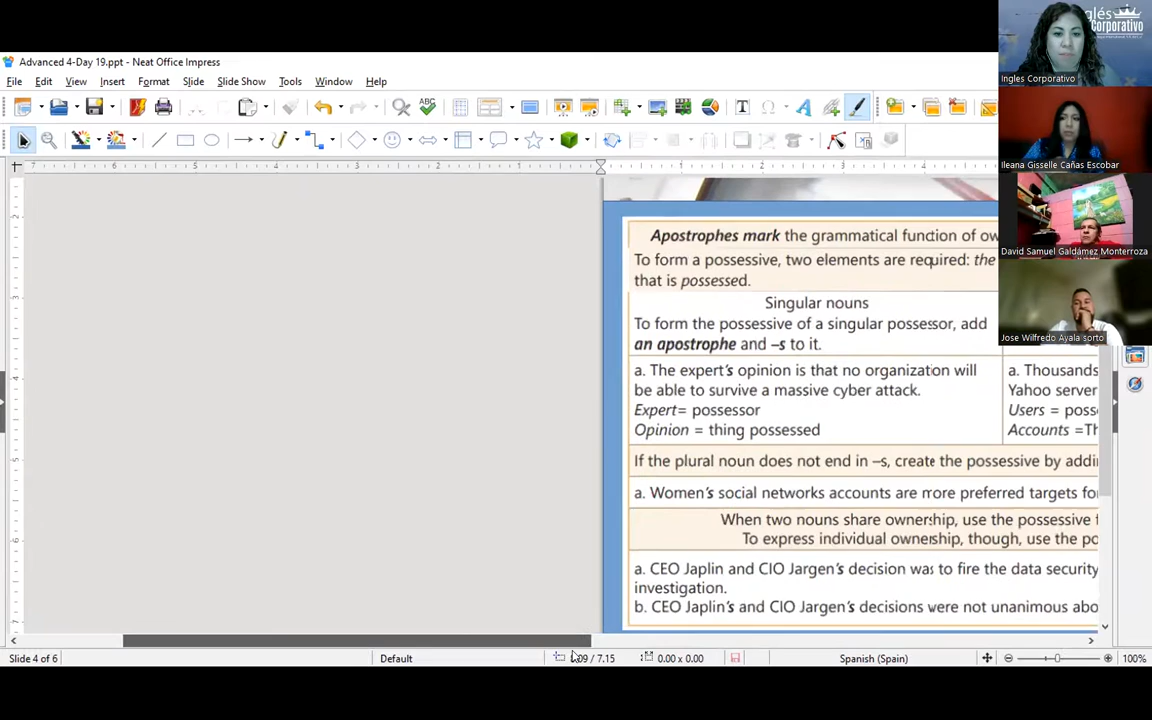 Advanced 4-Day 19.ppt - Neat Office Impress
File Edit View Insert Format Slide Slide Show Tools Window Help
Apostrophes mark the grammatical function of ow
To form a possessive, two elements are required: the
that is possessed.
Singular nouns
To form the possessive of a singular possessor, add
an apostrophe and –s to it.
a. The expert's opinion is that no organization will
be able to survive a massive cyber attack.
Expert= possessor
Opinion = thing possessed
a. Thousands
Yahoo server
Users = poss
Accounts =Th
If the plural noun does not end in –s, create the possessive by addi
a. Women's social networks accounts are more preferred targets fo
When two nouns share ownership, use the possessive f
To express individual ownership, though, use the po
a. CEO Japlin and CIO Jargen's decision was to fire the data security
investigation.
b. CEO Japlin's and CIO Jargen's decisions were not unanimous abo
Slide 4 of 6
Default
/ 7.15
0.00 x 0.00
Spanish (Spain)
100%
glés
Corporativo
Ingles Corporativo
Ileana Gisselle Cañas Escobar
David Samuel Galdámez Monterroza
Jose Wilfredo Ayala sorto